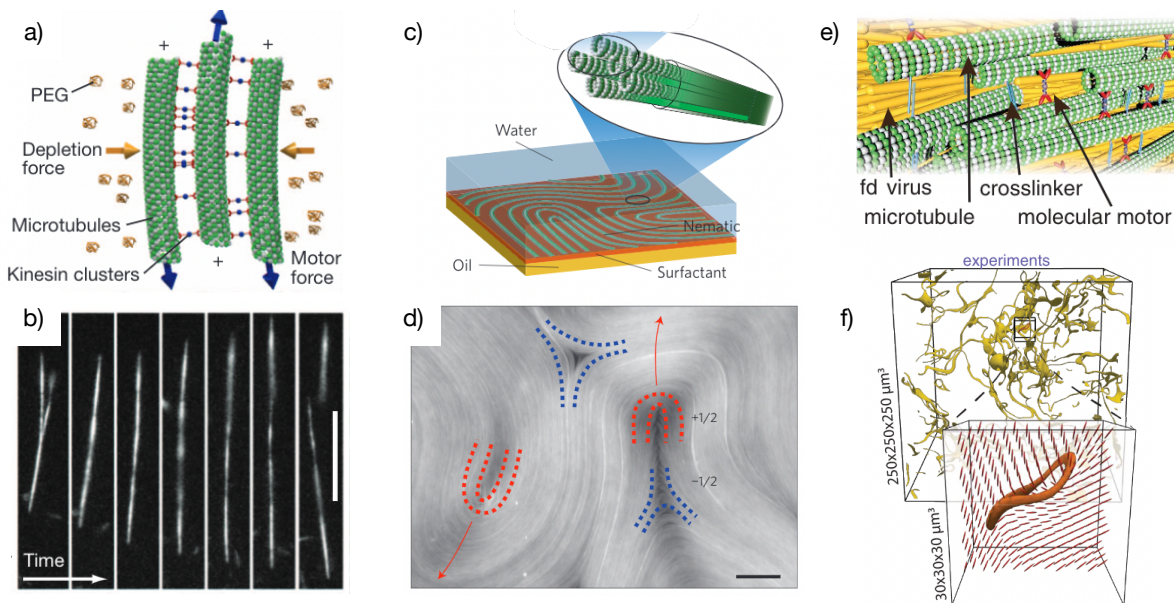 a)
+
+
PEG
Depletion
force
Microtubules
Kinesin clusters
+
Motor
force
b)
Time
c)
Water
Nematic
Oil
Surfactant
d)
+1/2
−1/2
e)
fd virus
crosslinker
microtubule
molecular motor
experiments
f)
250x250x250 µm³
30x30x30 µm³